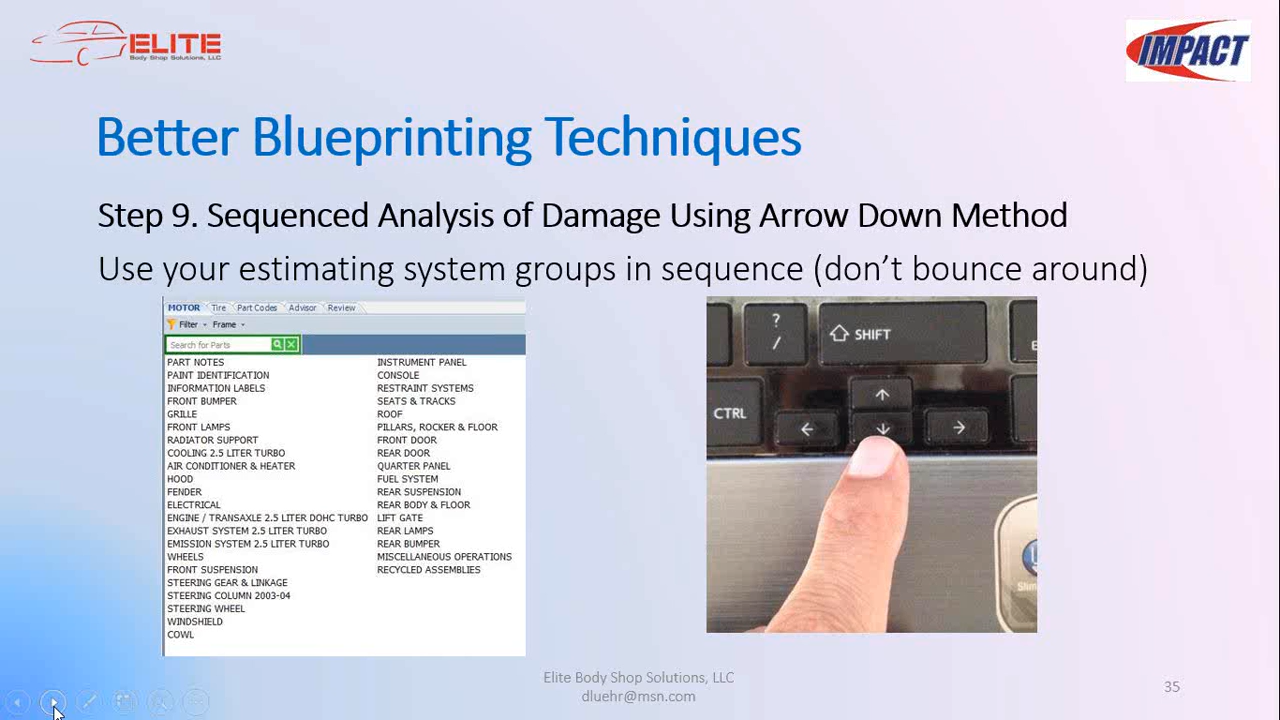 ELITE
Body Shop Solutions, LLC
IMPACT
Better Blueprinting Techniques
Step 9. Sequenced Analysis of Damage Using Arrow Down Method
Use your estimating system groups in sequence (don't bounce around)
MOTOR Tire Part Codes Advisor Review
Filter Frame
Search for Parts
PART NOTES
PAINT IDENTIFICATION
INFORMATION LABELS
FRONT BUMPER
GRILLE
FRONT LAMPS
RADIATOR SUPPORT
COOLING 2.5 LITER TURBO
AIR CONDITIONER & HEATER
HOOD
FENDER
ELECTRICAL
ENGINE / TRANSAXLE 2.5 LITER DOHC TURBO
EXHAUST SYSTEM 2.5 LITER TURBO
EMISSION SYSTEM 2.5 LITER TURBO
WHEELS
FRONT SUSPENSION
STEERING GEAR & LINKAGE
STEERING COLUMN 2003-04
STEERING WHEEL
WINDSHIELD
COWL
INSTRUMENT PANEL
CONSOLE
RESTRAINT SYSTEMS
SEATS & TRACKS
ROOF
PILLARS, ROCKER & FLOOR
FRONT DOOR
REAR DOOR
QUARTER PANEL
FUEL SYSTEM
REAR SUSPENSION
REAR BODY & FLOOR
LIFT GATE
REAR LAMPS
REAR BUMPER
MISCELLANEOUS OPERATIONS
RECYCLED ASSEMBLIES
?
/
SHIFT
CTRL
Slim
Elite Body Shop Solutions, LLC
dluehr@msn.com
35